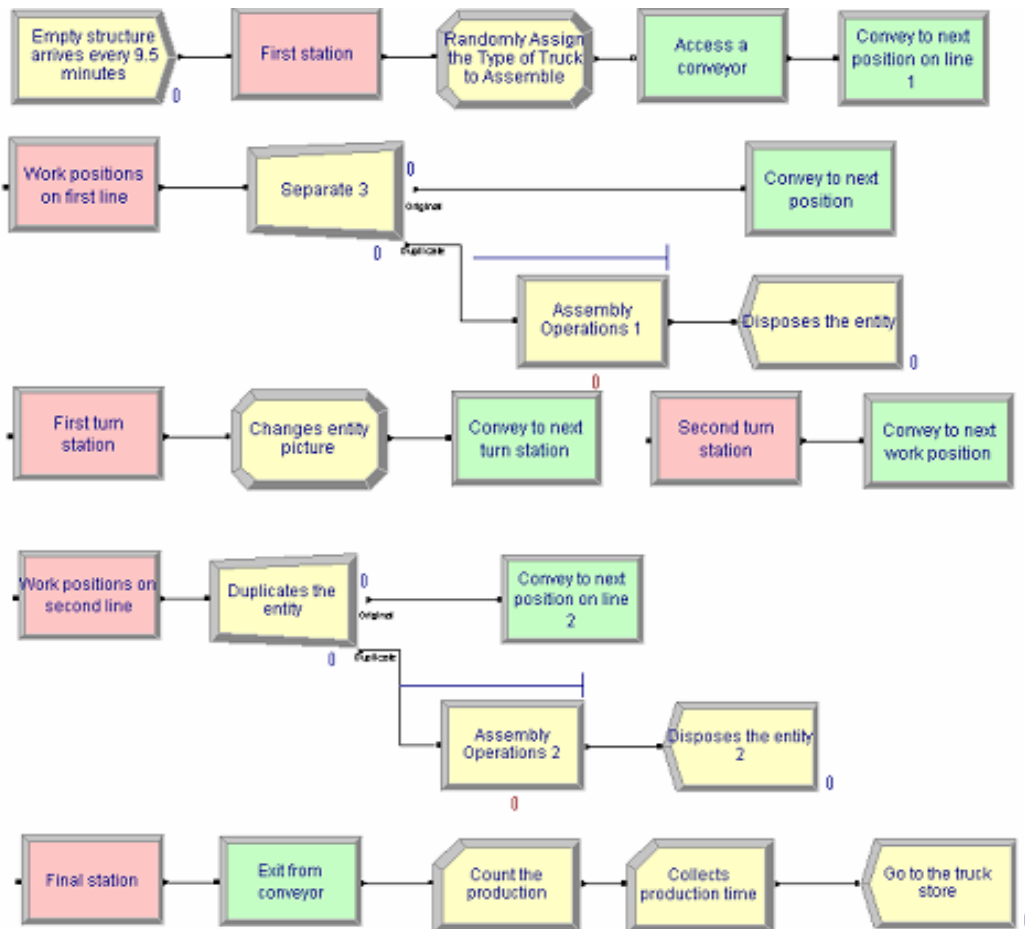 Empty structure
arrives every 9.5
minutes
0
First station
Randomly Assign
the Type of Truck
to Assemble
Access a
conveyor
Convey to next
position on line
1
Work positions
on first line
Separate 3
0
Original
0
Duplicate
Convey to next
position
Assembly
Operations 1
0
Disposes the entity
0
First turn
station
Changes entity
picture
Convey to next
turn station
Second turn
station
Convey to next
work position
Work positions on
second line
Duplicates the
entity
0
Original
0
Duplicate
Convey to next
position on line
2
Assembly
Operations 2
0
Disposes the entity
2
0
Final station
Exit from
conveyor
Count the
production
Collects
production time
Go to the truck
store